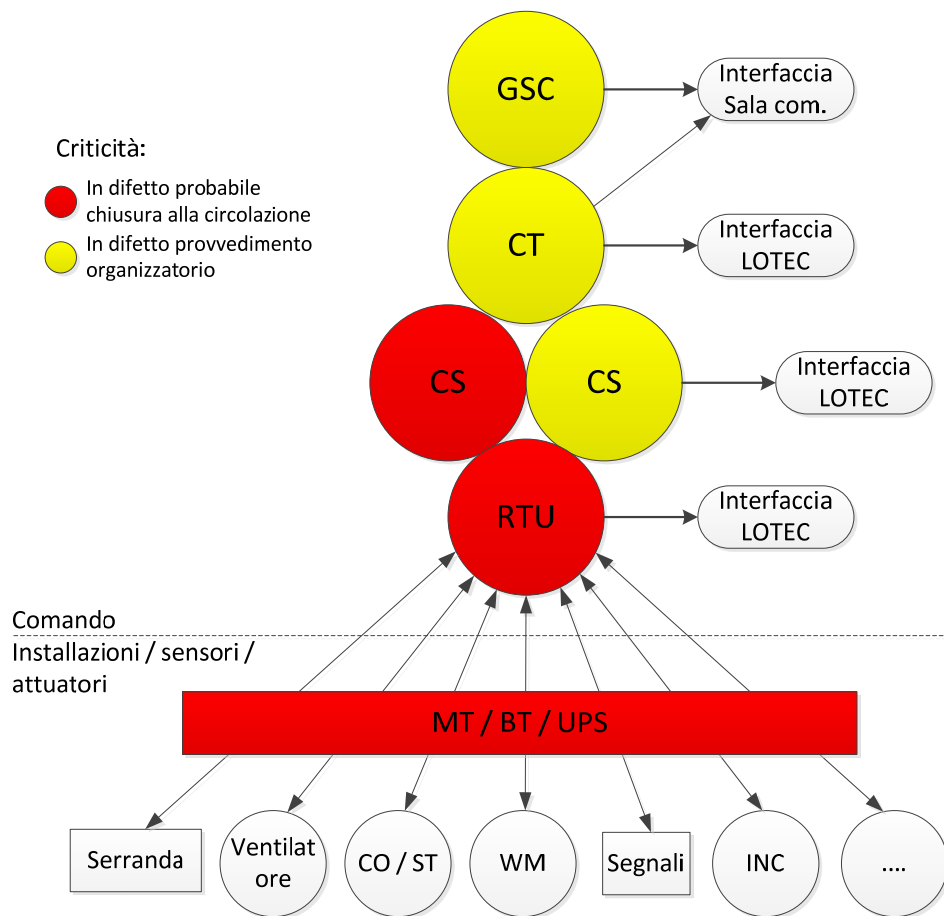 GSC
Interfaccia
Sala com.
Criticità:
In difetto probabile
chiusura alla circolazione
In difetto provvedimento
organizzatorio
CT
Interfaccia
LOTEC
CS
CS
Interfaccia
LOTEC
RTU
Interfaccia
LOTEC
Comando
Installazioni / sensori /
attuatori
MT / BT / UPS
Serranda
Ventilat
ore
CO / ST
WM
Segnali
INC
....